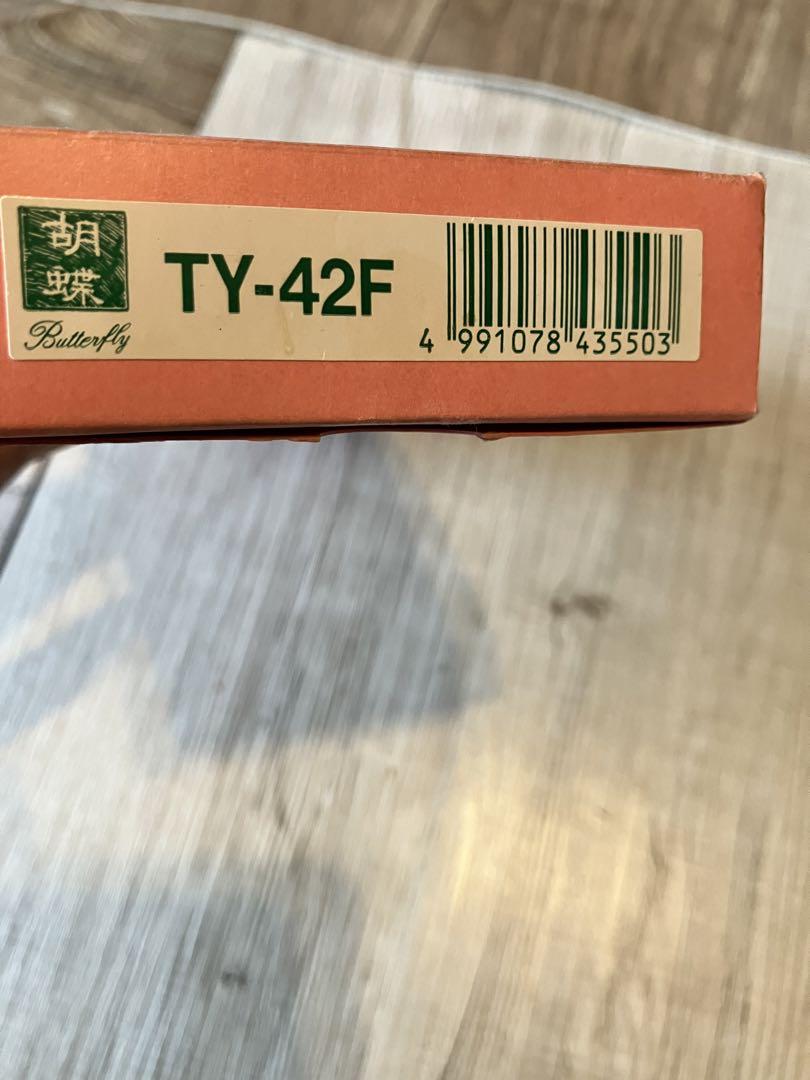 胡
蝶
Butterfly
TY-42F
4 991078 435503